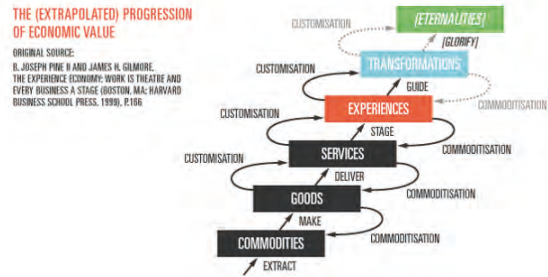 THE (EXTRAPOLATED) PROGRESSION
OF ECONOMIC VALUE
ORIGINAL SOURCE:
B. JOSEPH PINE II AND JAMES H. GILMORE,
THE EXPERIENCE ECONOMY: WORK IS THEATRE AND
EVERY BUSINESS A STAGE (BOSTON, MA: HARVARD
BUSINESS SCHOOL PRESS, 1999), P.166
CUSTOMISATION
[ETERNALITIES]
[GLORIFY]
CUSTOMISATION
TRANSFORMATIONS
GUIDE
COMMODITISATION
CUSTOMISATION
EXPERIENCES
STAGE
COMMODITISATION
CUSTOMISATION
SERVICES
DELIVER
COMMODITISATION
GOODS
MAKE
COMMODITISATION
COMMODITIES
EXTRACT